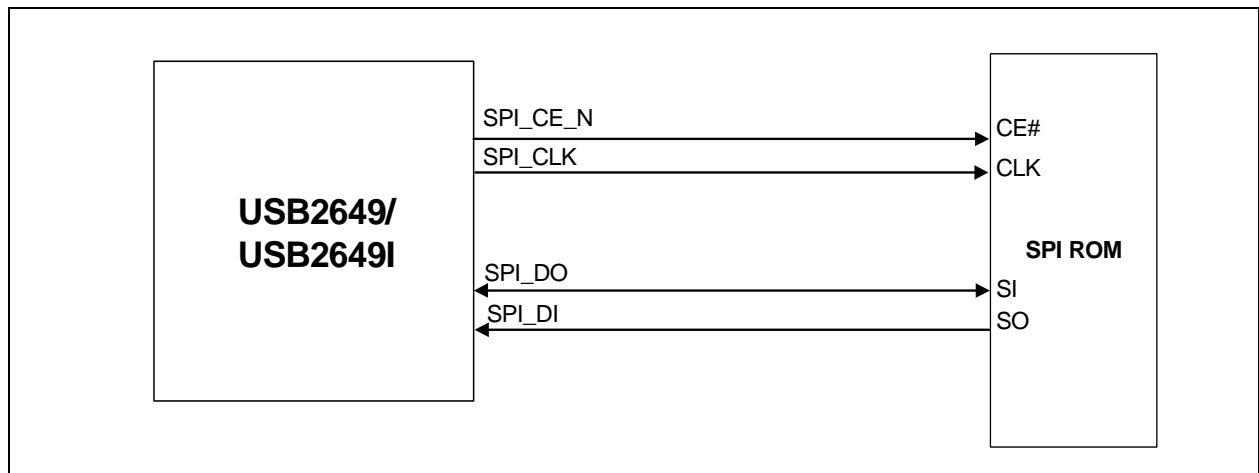 SPI_CE_N
CE#
SPI_CLK
CLK
USB2649/
USB2649I
SPI ROM
SPI_DO
SI
SPI_DI
SO